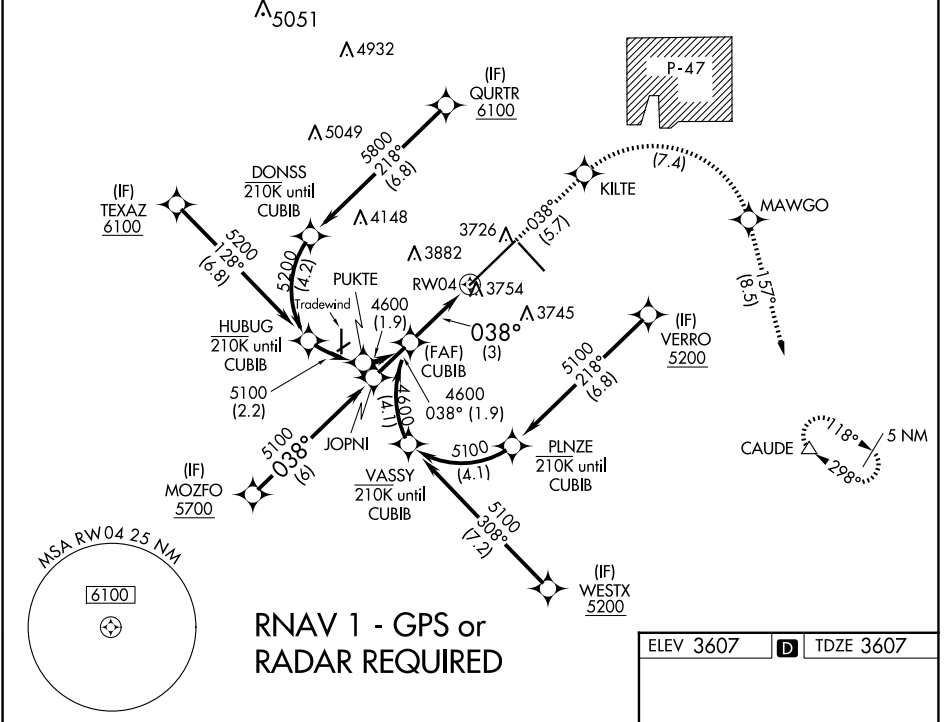 5051
4932
P-47
(IF)
QURTR
6100
5049
5800
218°
(6.8)
DONSS
210K until
CUBIB
(7.4)
KILTE
(IF)
TEXAZ
6100
MAWGO
4148
3726
038°
(5.7)
5200
128°
(6.8)
5200
(4.2)
3882
PUKTE
RW04
3754
157°
(8.5)
Tradewind
4600
(1.9)
3745
038°
(3)
HUBUG
210K until
CUBIB
(FAF)
CUBIB
(IF)
VERRO
5200
5100
218°
(6.8)
5100
(2.2)
4600
(4.1)
4600
038° (1.9)
JOPNI
5100
038°
(6)
5100
(4.1)
PLNZE
210K until
CUBIB
CAUDE
118°
298°
5 NM
(IF)
MOZFO
5700
VASSY
210K until
CUBIB
5100
308°
(7.2)
MSA RW04 25 NM
6100
(IF)
WESTX
5200
RNAV 1 - GPS or
RADAR REQUIRED
ELEV 3607 D TDZE 3607